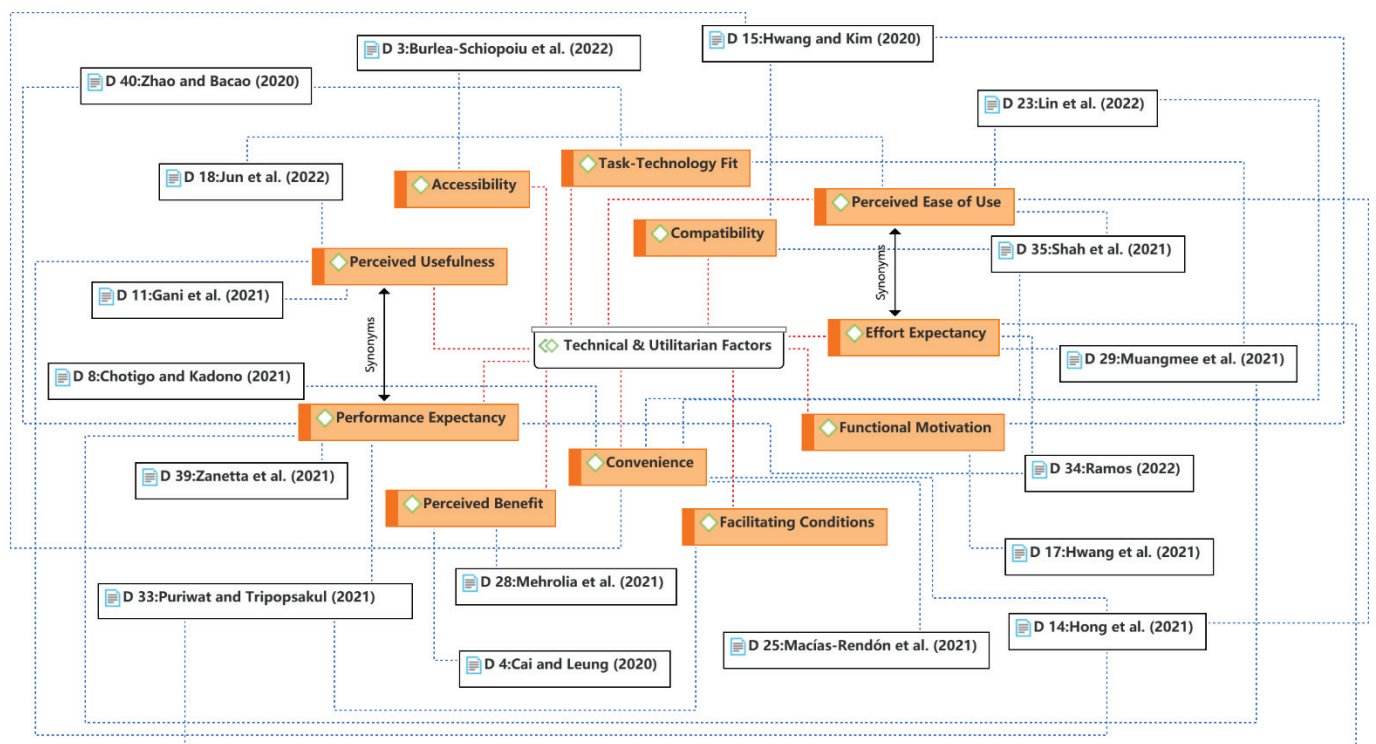 D 15:Hwang and Kim (2020)
D 3:Burlea-Schiopoiu et al. (2022)
D 40:Zhao and Bacao (2020)
D 23:Lin et al. (2022)
Task-Technology Fit
D 18:Jun et al. (2022)
Accessibility
Perceived Ease of Use
Compatibility
D 35:Shah et al. (2021)
Perceived Usefulness
Synonyms
D 11:Gani et al. (2021)
Effort Expectancy
Technical & Utilitarian Factors
Synonyms
D 29:Muangmee et al. (2021)
D 8:Chotigo and Kadono (2021)
Performance Expectancy
Functional Motivation
Convenience
D 39:Zanetta et al. (2021)
D 34:Ramos (2022)
Perceived Benefit
Facilitating Conditions
D 17:Hwang et al. (2021)
D 28:Mehrolia et al. (2021)
D 33:Puriwat and Tripopsakul (2021)
D 14:Hong et al. (2021)
D 25:Macías-Rendón et al. (2021)
D 4:Cai and Leung (2020)